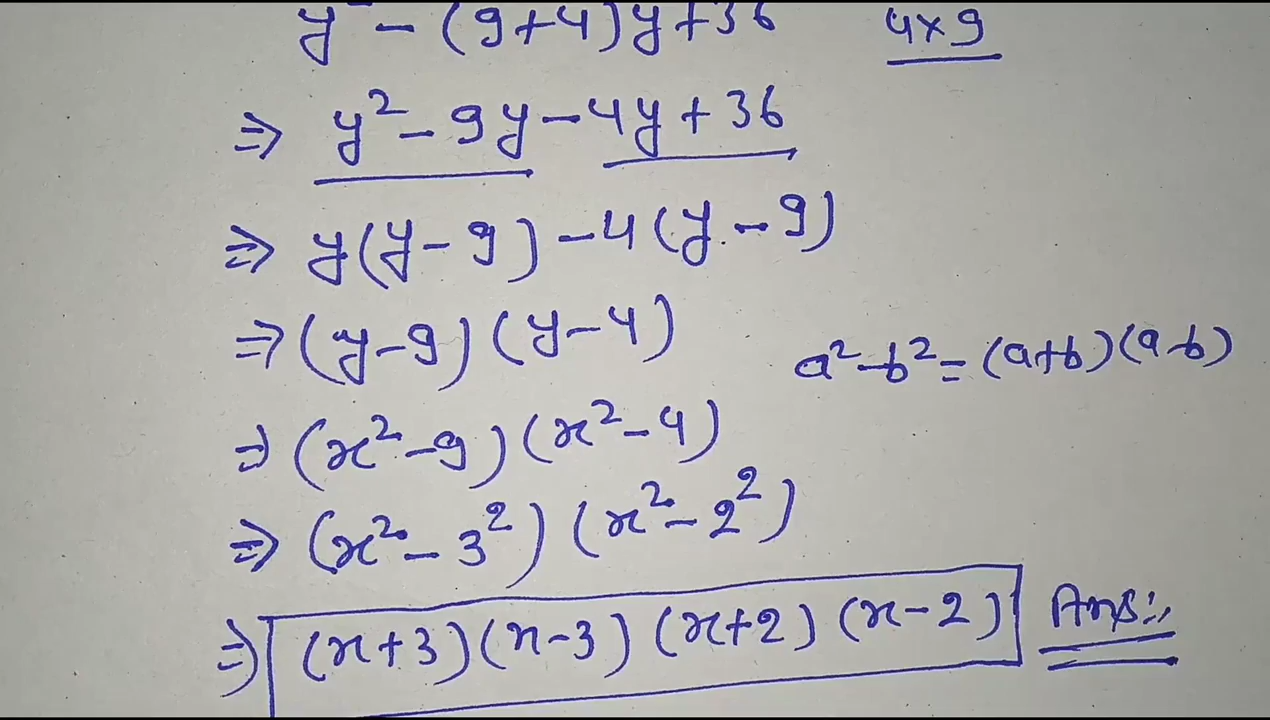 y² - (9+4)y+36 4×9
⇒ y² - 9y - 4y + 36
⇒ y(y-9) - 4(y-9)
⇒ (y-9)(y-4)
a²-b² = (a+b)(a-b)
⇒ (x²-9)(x²-4)
⇒ (x²-3²)(x²-2²)
⇒ (x+3)(x-3)(x+2)(x-2) Ans: